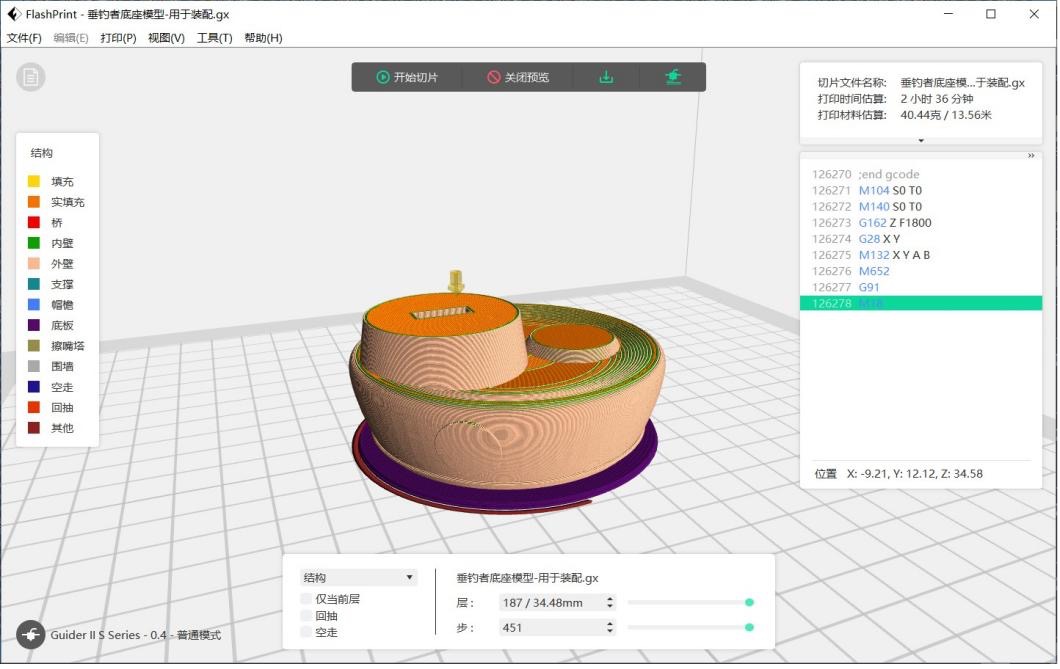 FlashPrint - 垂钓者底座模型-用于装配.gx
文件(F) 编辑(E) 打印(P) 视图(V) 工具(T) 帮助(H)
开始切片 关闭预览
切片文件名称: 垂钓者底座模...于装配.gx
打印时间估算: 2 小时 36 分钟
打印材料估算: 40.44克 / 13.56米
结构
填充
实填充
桥
内壁
外壁
支撑
帽檐
底板
擦嘴塔
围墙
空走
回抽
其他
126270 ;end gcode
126271 M104 S0 T0
126272 M140 S0 T0
126273 G162 Z F1800
126274 G28 X Y
126275 M132 X Y A B
126276 M652
126277 G91
126278 M18
位置 X: -9.21, Y: 12.12, Z: 34.58
结构
仅当前层
回抽
空走
垂钓者底座模型-用于装配.gx
层: 187 / 34.48mm
步: 451
Guider II S Series - 0.4 - 普通模式